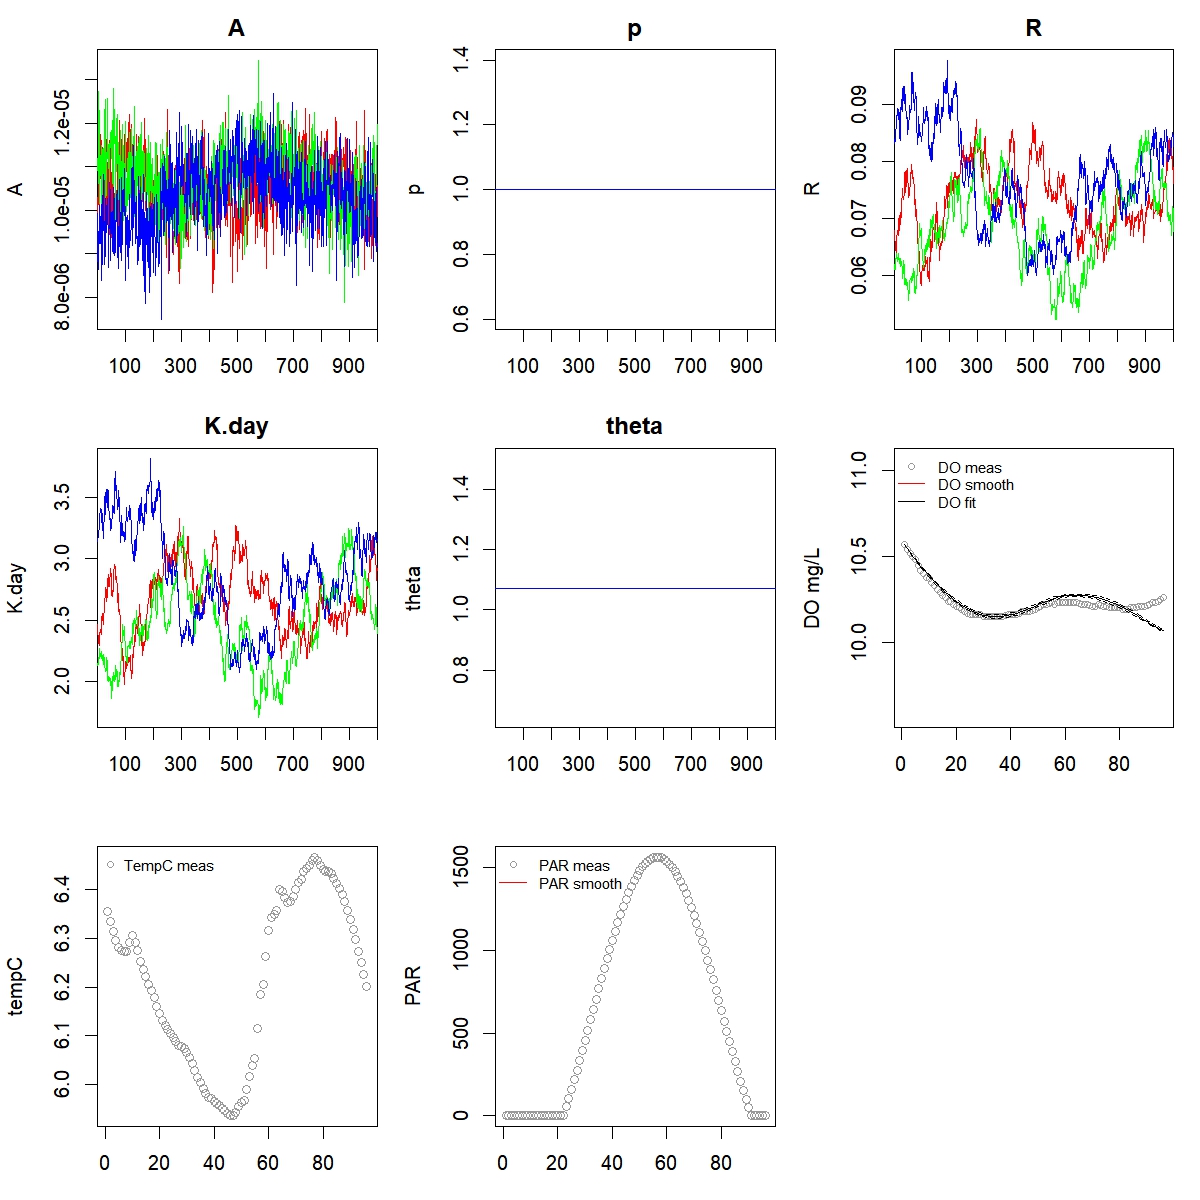 A
A
8.0e-06 1.0e-05 1.2e-05
100 300 500 700 900
p
p
0.6 0.8 1.0 1.2 1.4
100 300 500 700 900
R
R
0.06 0.07 0.08 0.09
100 300 500 700 900
K.day
K.day
2.0 2.5 3.0 3.5
100 300 500 700 900
theta
theta
0.8 1.0 1.2 1.4
100 300 500 700 900
DO mg/L
10.0 10.5 11.0
DO meas
DO smooth
DO fit
0 20 40 60 80
tempC
6.0 6.1 6.2 6.3 6.4
TempC meas
0 20 40 60 80
PAR
0 500 1000 1500
PAR meas
PAR smooth
0 20 40 60 80